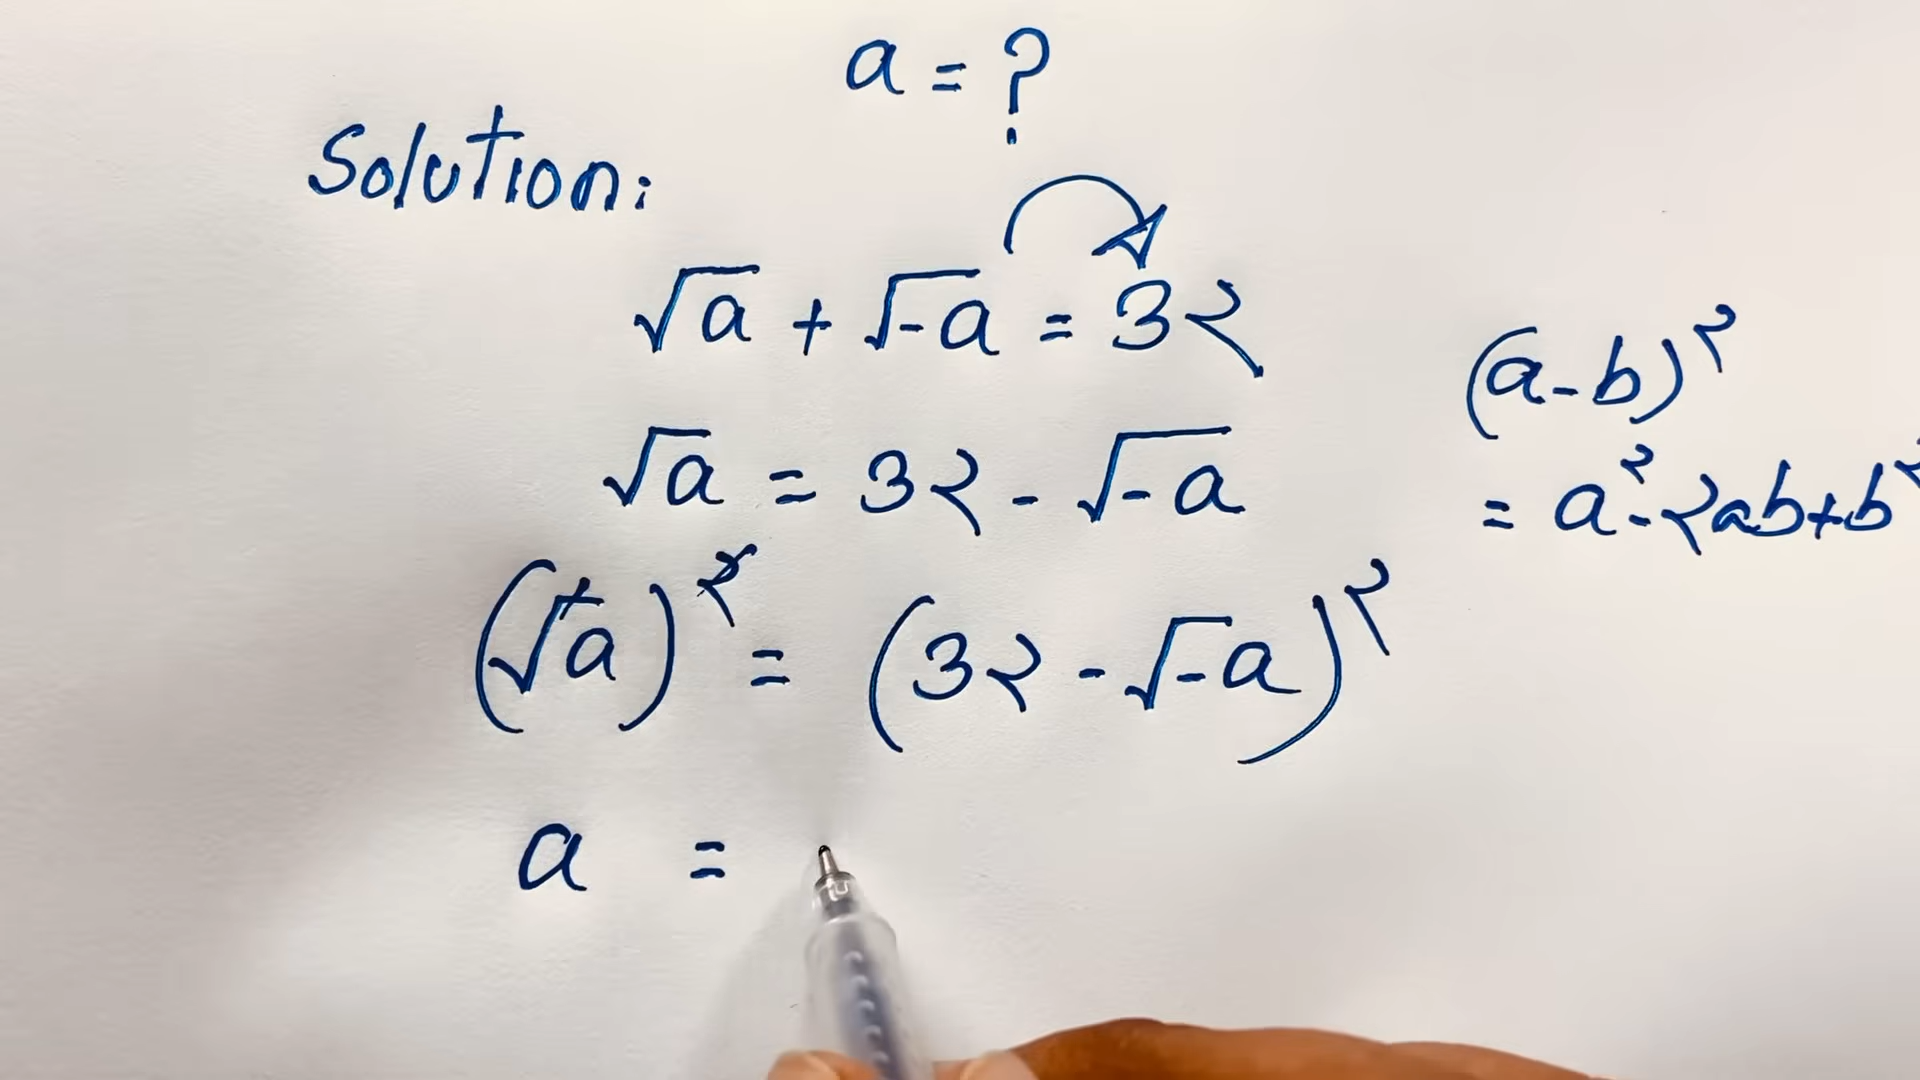 a = ?
Solution:
√a + √-a = 32
√a = 32 - √-a
(√a)² = (32 - √-a)²
a =
(a-b)²
= a²-2ab+b²